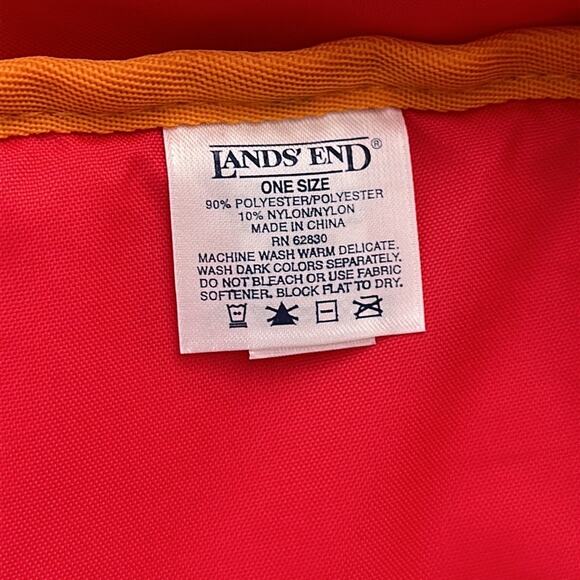 LANDS' END®
ONE SIZE
90% POLYESTER/POLYESTER
10% NYLON/NYLON
MADE IN CHINA
RN 62830
MACHINE WASH WARM DELICATE.
WASH DARK COLORS SEPARATELY.
DO NOT BLEACH OR USE FABRIC
SOFTENER. BLOCK FLAT TO DRY.